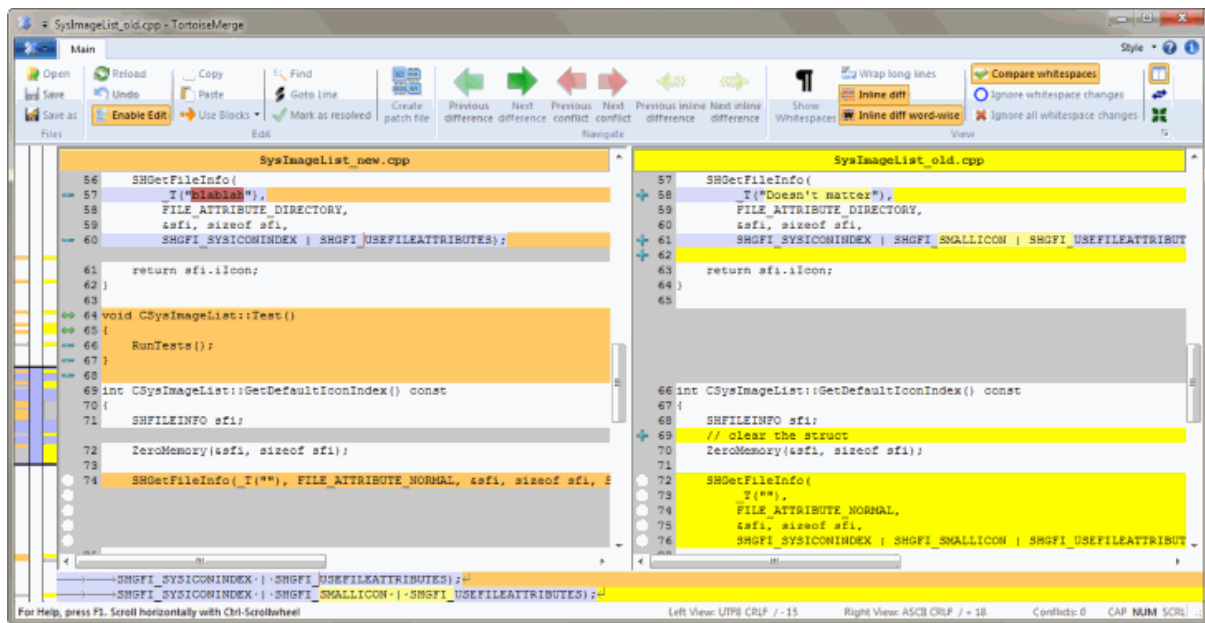 SysImageList_old.cpp - TortoiseMerge
Main
Style
Open
Save
Save as
Files
Reload
Undo
Enable Edit
Copy
Paste
Use Blocks
Find
Goto Line
Mark as resolved
Edit
Create patch file
Previous difference
Next difference
Previous conflict
Next conflict
Previous inline difference
Next inline difference
Navigate
Show Whitespaces
Wrap long lines
Inline diff
Inline diff word-wise
Compare whitespaces
Ignore whitespace changes
Ignore all whitespace changes
View
SysImageList_new.cpp
56 SHGetFileInfo(
57 _T("blablah"),
58 FILE_ATTRIBUTE_DIRECTORY,
59 &sfi, sizeof sfi,
60 SHGFI_SYSICONINDEX | SHGFI_USEFILEATTRIBUTES);
61 return sfi.iIcon;
62 }
63
64 void CSysImageList::Test()
65 {
66 RunTests();
67 }
68
69 int CSysImageList::GetDefaultIconIndex() const
70 {
71 SHFILEINFO sfi;
72 ZeroMemory(&sfi, sizeof sfi);
73
74 SHGetFileInfo(_T(""), FILE_ATTRIBUTE_NORMAL, &sfi, sizeof sfi, S
SysImageList_old.cpp
57 SHGetFileInfo(
58 _T("Doesn't matter"),
59 FILE_ATTRIBUTE_DIRECTORY,
60 &sfi, sizeof sfi,
61 SHGFI_SYSICONINDEX | SHGFI_SMALLICON | SHGFI_USEFILEATTRIBUT
62
63 return sfi.iIcon;
64 }
65
66 int CSysImageList::GetDefaultIconIndex() const
67 {
68 SHFILEINFO sfi;
69 // clear the struct
70 ZeroMemory(&sfi, sizeof sfi);
71
72 SHGetFileInfo(
73 _T(""),
74 FILE_ATTRIBUTE_NORMAL,
75 &sfi, sizeof sfi,
76 SHGFI_SYSICONINDEX | SHGFI_SMALLICON | SHGFI_USEFILEATTRIBUT
SHGFI_SYSICONINDEX·|·SHGFI_USEFILEATTRIBUTES);
SHGFI_SYSICONINDEX·|·SHGFI_SMALLICON·|·SHGFI_USEFILEATTRIBUTES);
For Help, press F1. Scroll horizontally with Ctrl-Scrollwheel
Left View: UTF8 CRLF / - 15
Right View: ASCII CRLF / + 18
Conflicts: 0
CAP NUM SCRL